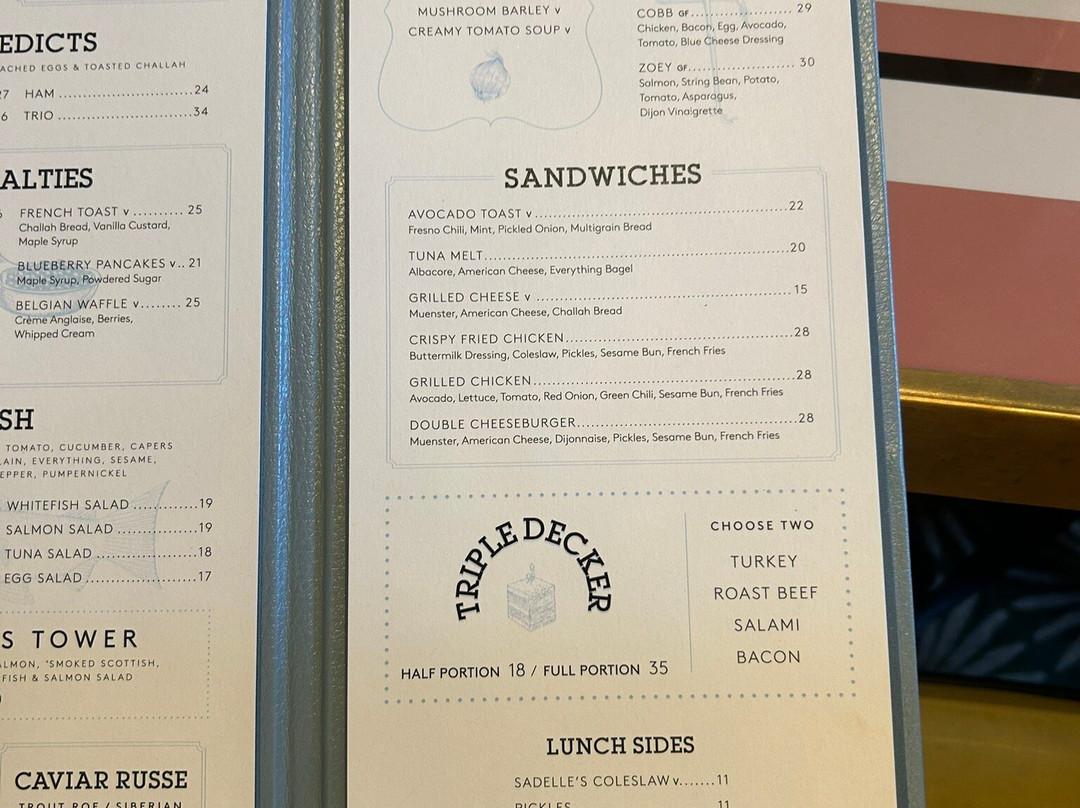 EDICTS
ACHED EGGS & TOASTED CHALLAH
27 HAM ........................24
6 TRIO ........................34
ALTIES
FRENCH TOAST v .......... 25
Challah Bread, Vanilla Custard,
Maple Syrup
BLUEBERRY PANCAKES v.. 21
Maple Syrup, Powdered Sugar
BELGIAN WAFFLE v........ 25
Crème Anglaise, Berries,
Whipped Cream
SH
TOMATO, CUCUMBER, CAPERS
LAIN, EVERYTHING, SESAME,
EPPER, PUMPERNICKEL
WHITEFISH SALAD .............19
SALMON SALAD ................19
TUNA SALAD ....................18
EGG SALAD ......................17
S TOWER
ALMON, *SMOKED SCOTTISH,
FISH & SALMON SALAD
CAVIAR RUSSE
TROUT ROE / SIBERIAN
MUSHROOM BARLEY v
CREAMY TOMATO SOUP v
COBB GF........................ 29
Chicken, Bacon, Egg, Avocado,
Tomato, Blue Cheese Dressing
ZOEY GF........................ 30
Salmon, String Bean, Potato,
Tomato, Asparagus,
Dijon Vinaigrette
SANDWICHES
AVOCADO TOAST v..................................................22
Fresno Chili, Mint, Pickled Onion, Multigrain Bread
TUNA MELT............................................................20
Albacore, American Cheese, Everything Bagel
GRILLED CHEESE v ..................................................15
Muenster, American Cheese, Challah Bread
CRISPY FRIED CHICKEN............................................28
Buttermilk Dressing, Coleslaw, Pickles, Sesame Bun, French Fries
GRILLED CHICKEN...................................................28
Avocado, Lettuce, Tomato, Red Onion, Green Chili, Sesame Bun, French Fries
DOUBLE CHEESEBURGER..........................................28
Muenster, American Cheese, Dijonnaise, Pickles, Sesame Bun, French Fries
TRIPLE DECKER
HALF PORTION 18 / FULL PORTION 35
CHOOSE TWO
TURKEY
ROAST BEEF
SALAMI
BACON
LUNCH SIDES
SADELLE'S COLESLAW v.......11
PICKLES 11